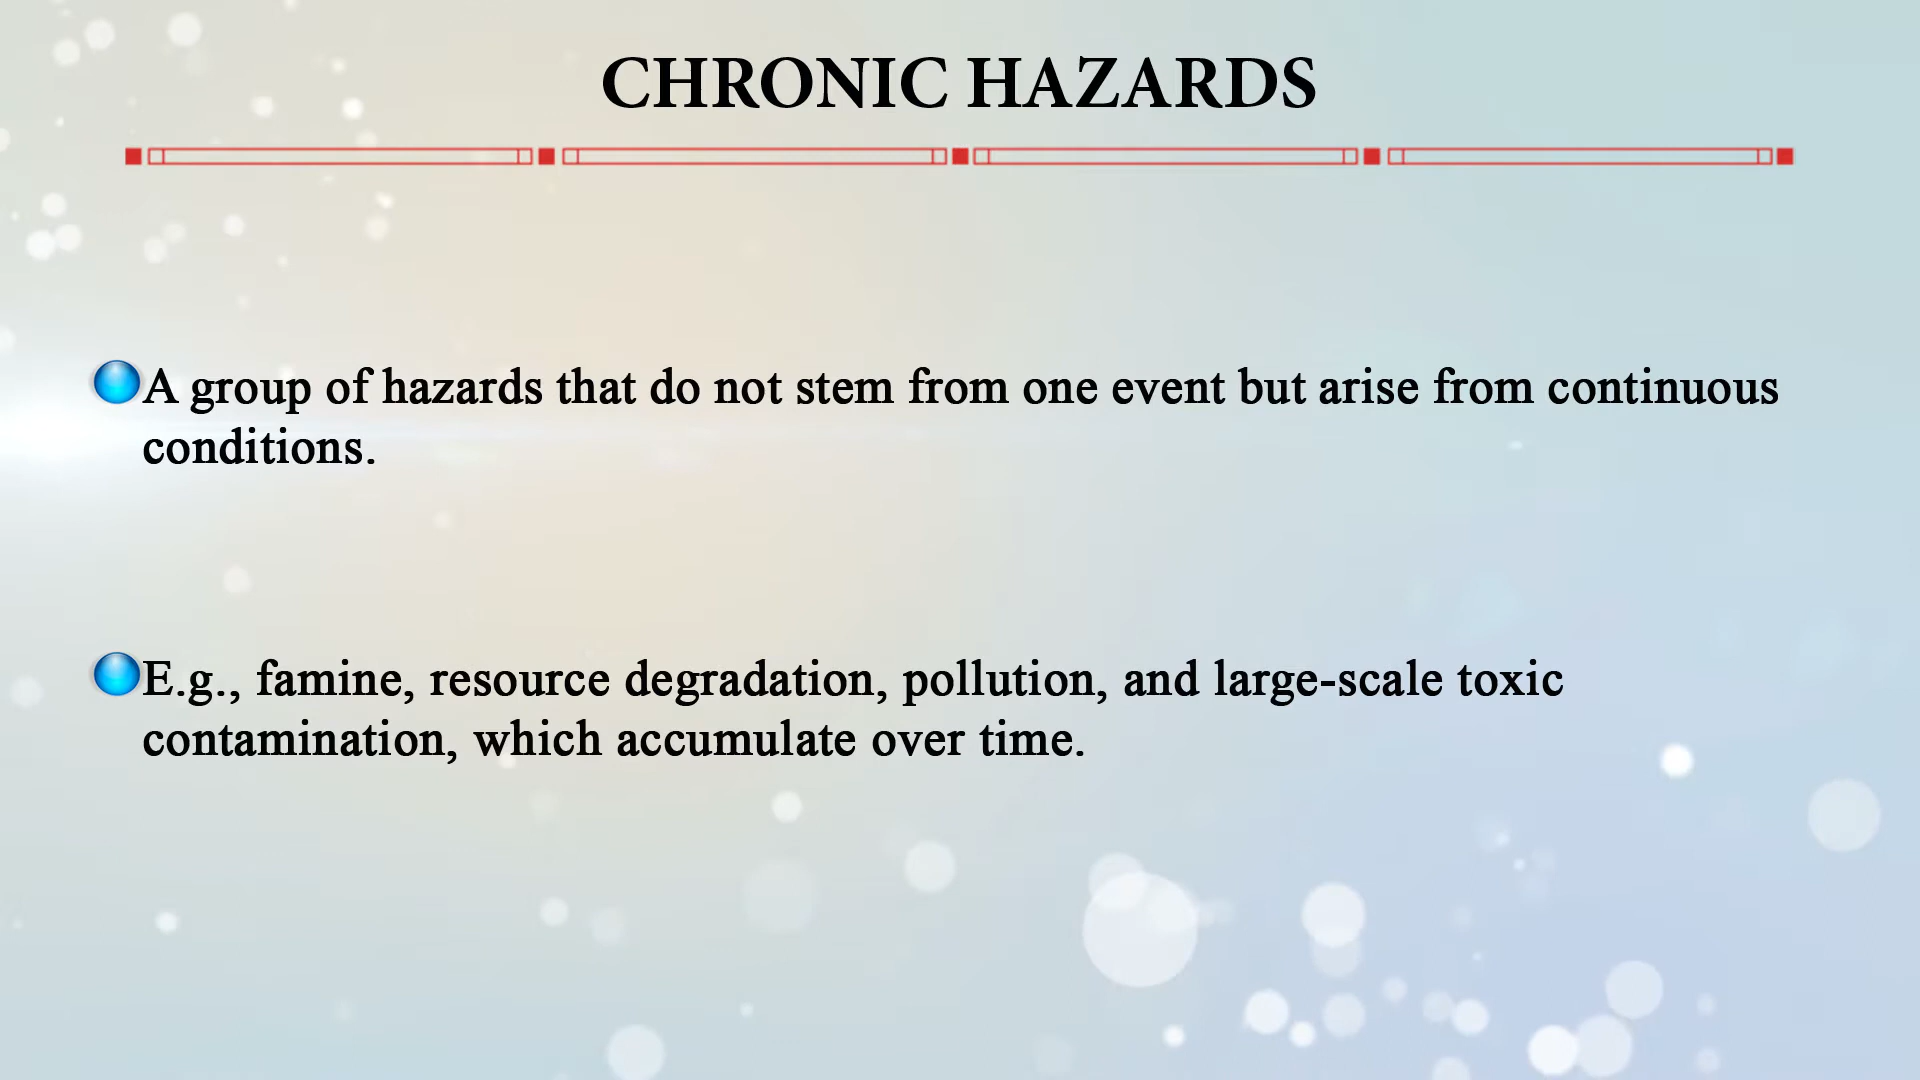 CHRONIC HAZARDS
A group of hazards that do not stem from one event but arise from continuous
conditions.
E.g., famine, resource degradation, pollution, and large-scale toxic
contamination, which accumulate over time.